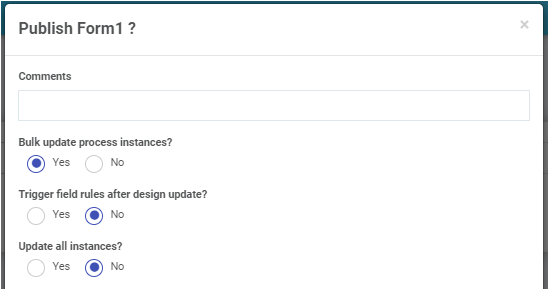 Publish Form1 ?
×
Comments
Bulk update process instances?
Yes No
Trigger field rules after design update?
Yes No
Update all instances?
Yes No